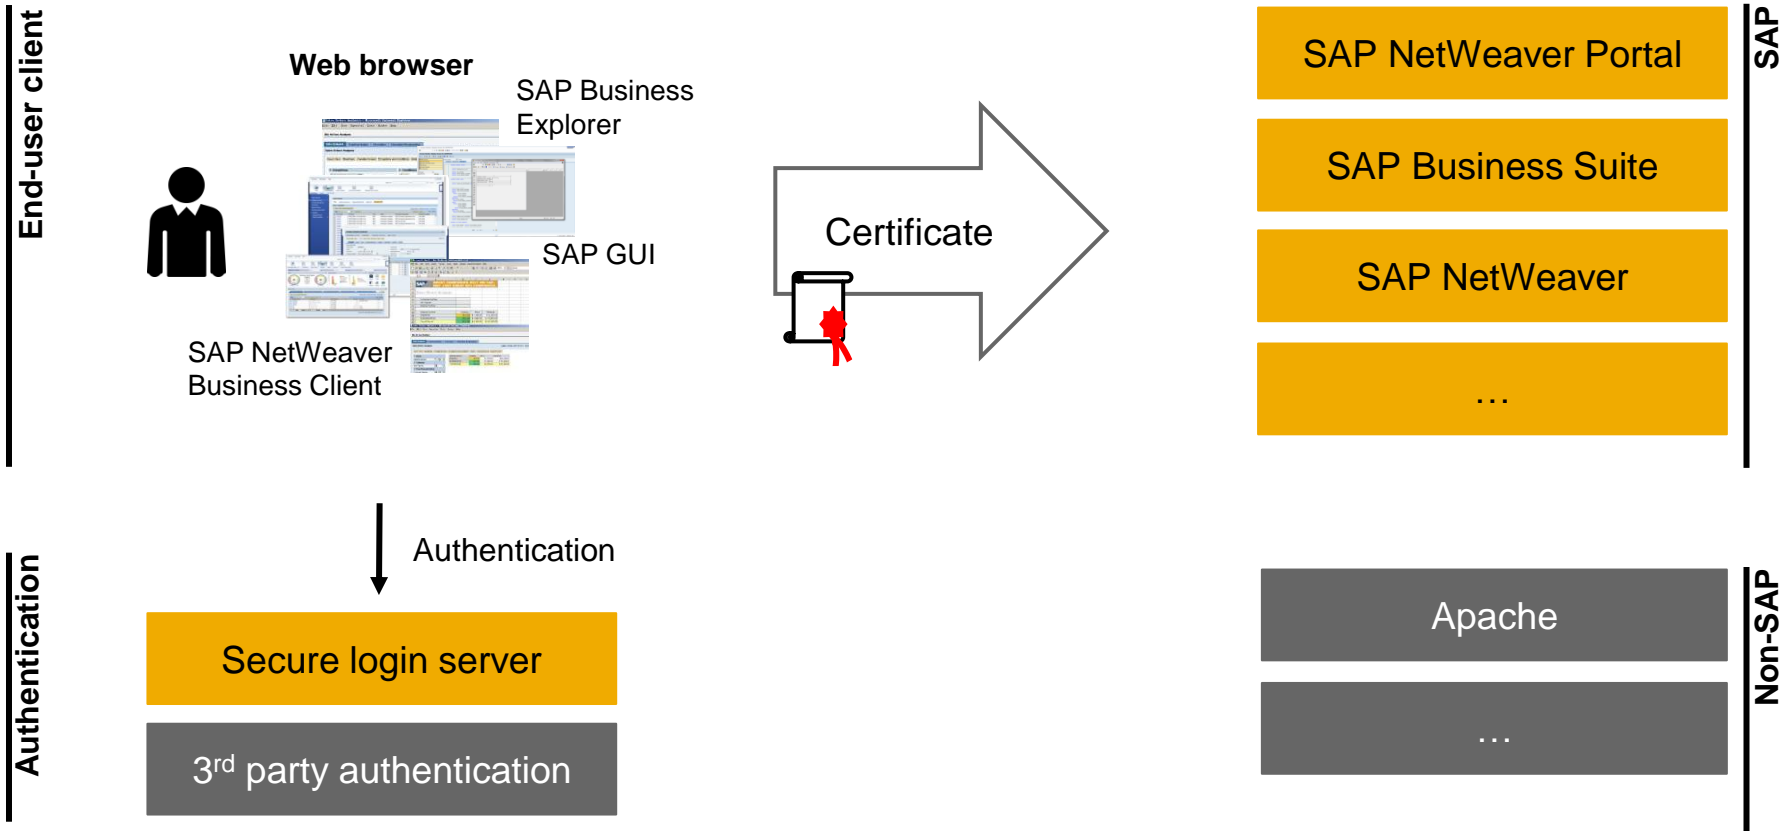 End-user client
Web browser
SAP Business
Explorer
SAP GUI
SAP NetWeaver
Business Client
Certificate
SAP NetWeaver Portal
SAP Business Suite
SAP NetWeaver
...
SAP
Authentication
Authentication
Secure login server
3rd party authentication
Apache
...
Non-SAP